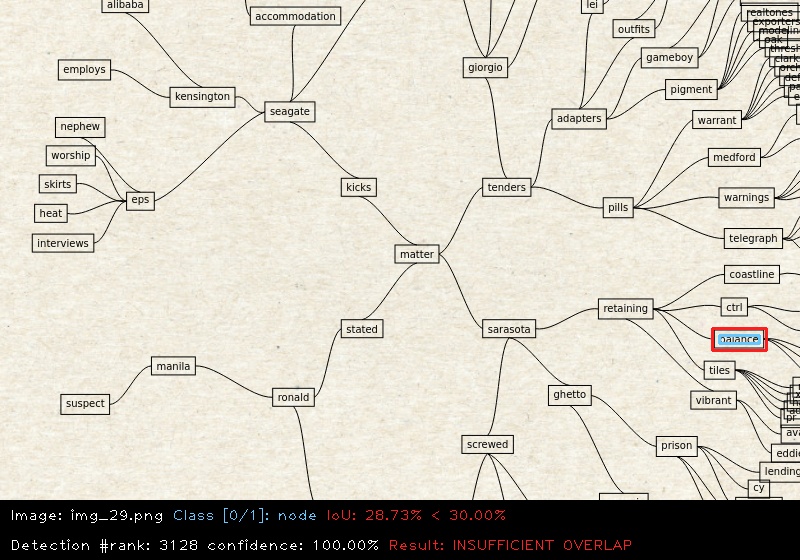 alibaba
accommodation
lei
realtones
exporters
outfits
gameboy
giorgio
employs
kensington
seagate
pigment
adapters
warrant
nephew
worship
medford
skirts
eps
kicks
tenders
pills
warnings
heat
interviews
telegraph
matter
coastline
retaining
ctrl
stated
sarasota
balance
manila
tiles
ronald
ghetto
vibrant
suspect
screwed
prison
eddie
lending
cy
Image: img_29.png Class [0/1]: node IoU: 28.73% < 30.00%
Detection #rank: 3128 confidence: 100.00% Result: INSUFFICIENT OVERLAP